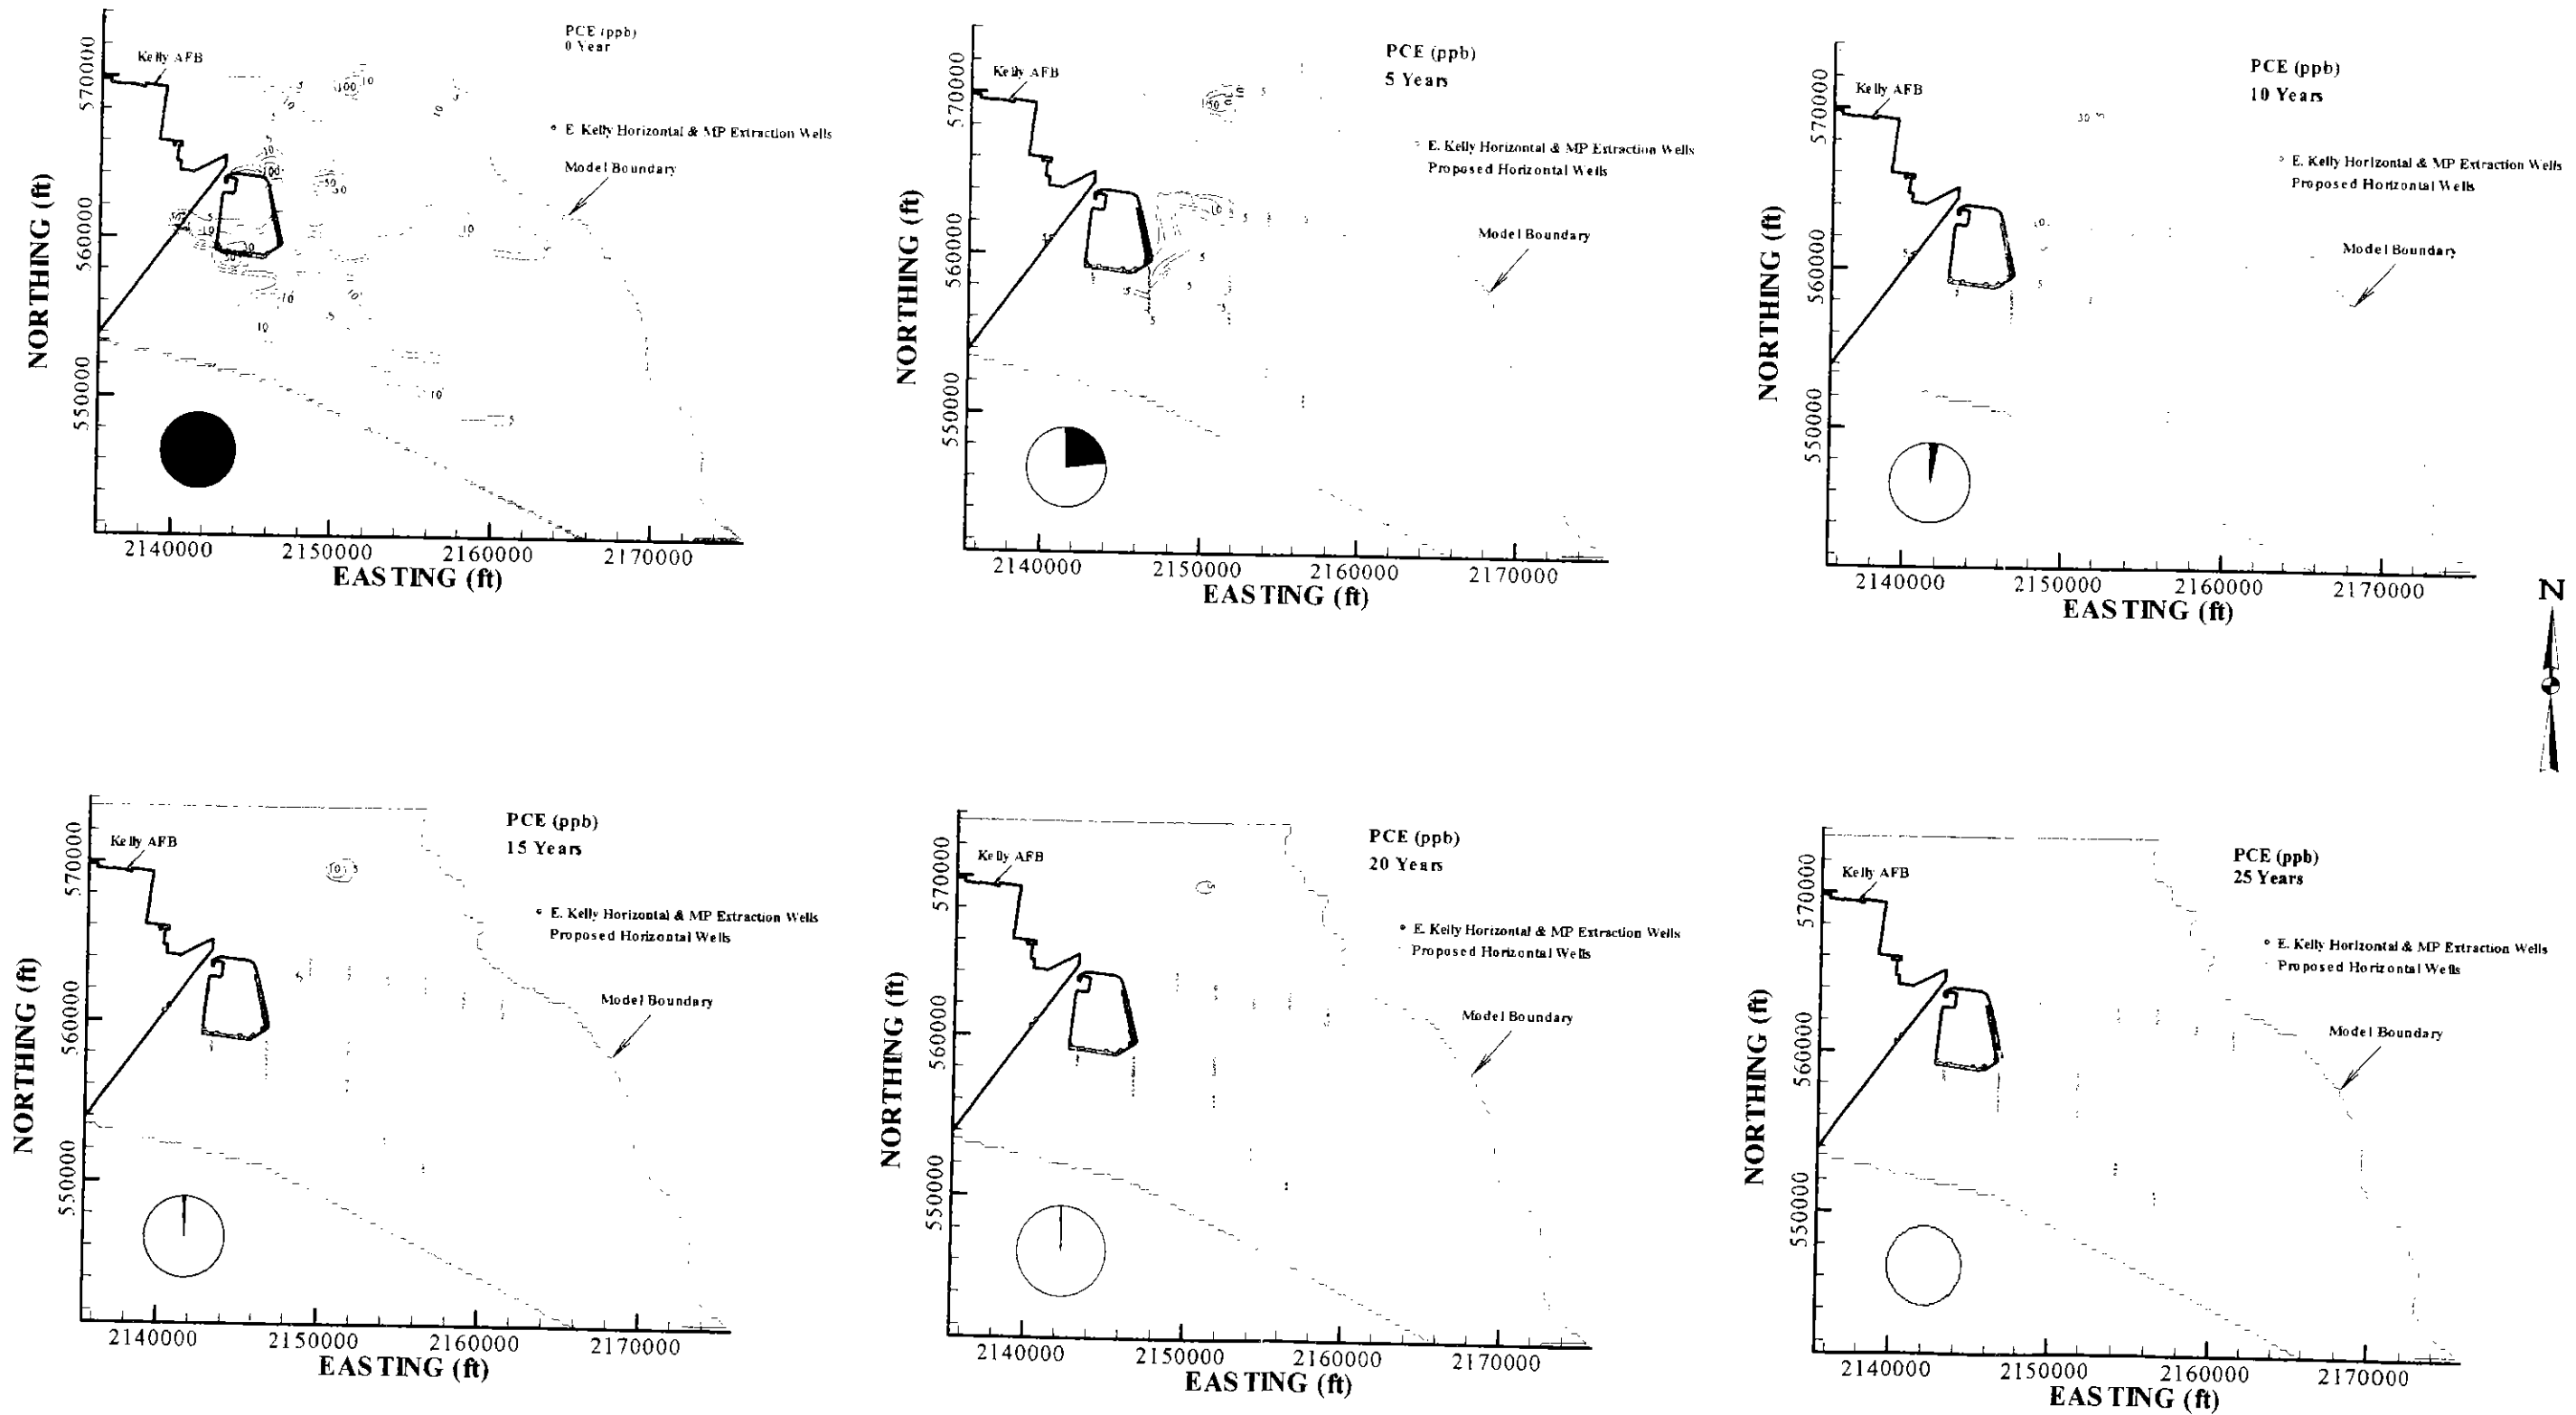 PCE (ppb)
0 Year
Kelly AFB
E Kelly Horizontal & MP Extraction Wells
Model Boundary
NORTHING (ft)
570000
560000
550000
2140000 2150000 2160000 2170000
EASTING (ft)
PCE (ppb)
5 Years
Kelly AFB
E. Kelly Horizontal & MP Extraction Wells
Proposed Horizontal Wells
Model Boundary
NORTHING (ft)
570000
560000
550000
2140000 2150000 2160000 2170000
EASTING (ft)
PCE (ppb)
10 Years
Kelly AFB
E. Kelly Horizontal & MP Extraction Wells
Proposed Horizontal Wells
Model Boundary
NORTHING (ft)
570000
560000
550000
2140000 2150000 2160000 2170000
EASTING (ft)
N
PCE (ppb)
15 Years
Kelly AFB
10 5
E. Kelly Horizontal & MP Extraction Wells
Proposed Horizontal Wells
Model Boundary
NORTHING (ft)
570000
560000
550000
2140000 2150000 2160000 2170000
EASTING (ft)
PCE (ppb)
20 Years
Kelly AFB
5
E. Kelly Horizontal & MP Extraction Wells
Proposed Horizontal Wells
Model Boundary
NORTHING (ft)
570000
560000
550000
2140000 2150000 2160000 2170000
EASTING (ft)
PCE (ppb)
25 Years
Kelly AFB
E. Kelly Horizontal & MP Extraction Wells
Proposed Horizontal Wells
Model Boundary
NORTHING (ft)
570000
560000
550000
2140000 2150000 2160000 2170000
EASTING (ft)